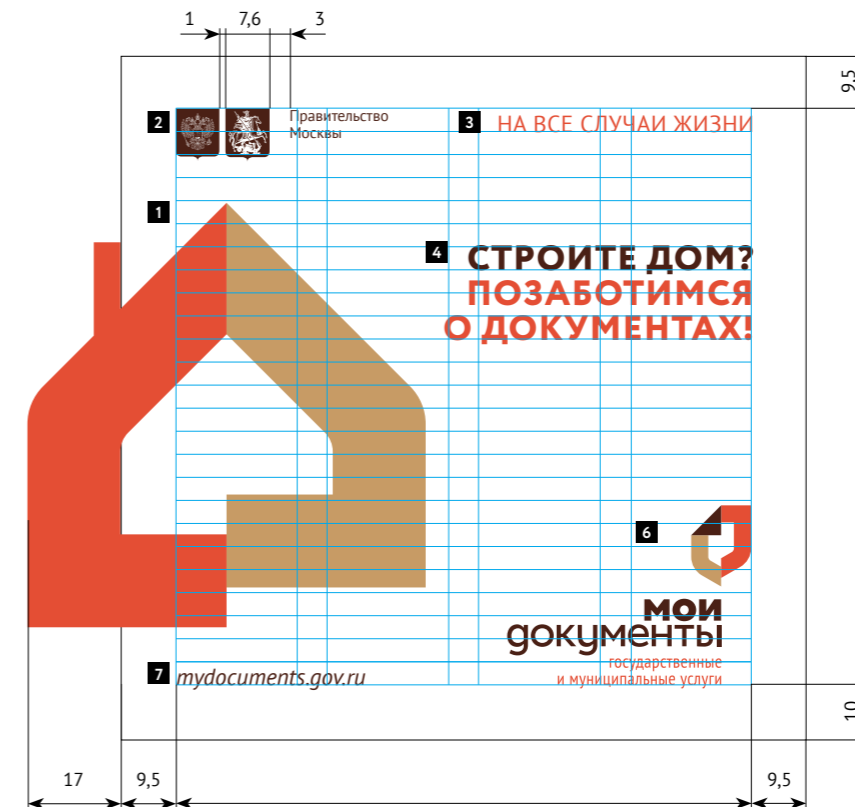 1 7,6 3
9,5
2
Правительство
Москвы
3 НА ВСЕ СЛУЧАИ ЖИЗНИ
1
4 СТРОИТЕ ДОМ?
ПОЗАБОТИМСЯ
О ДОКУМЕНТАХ!
6
мои
документы
государственные
и муниципальные услуги
7 mydocuments.gov.ru
10
17 9,5 9,5